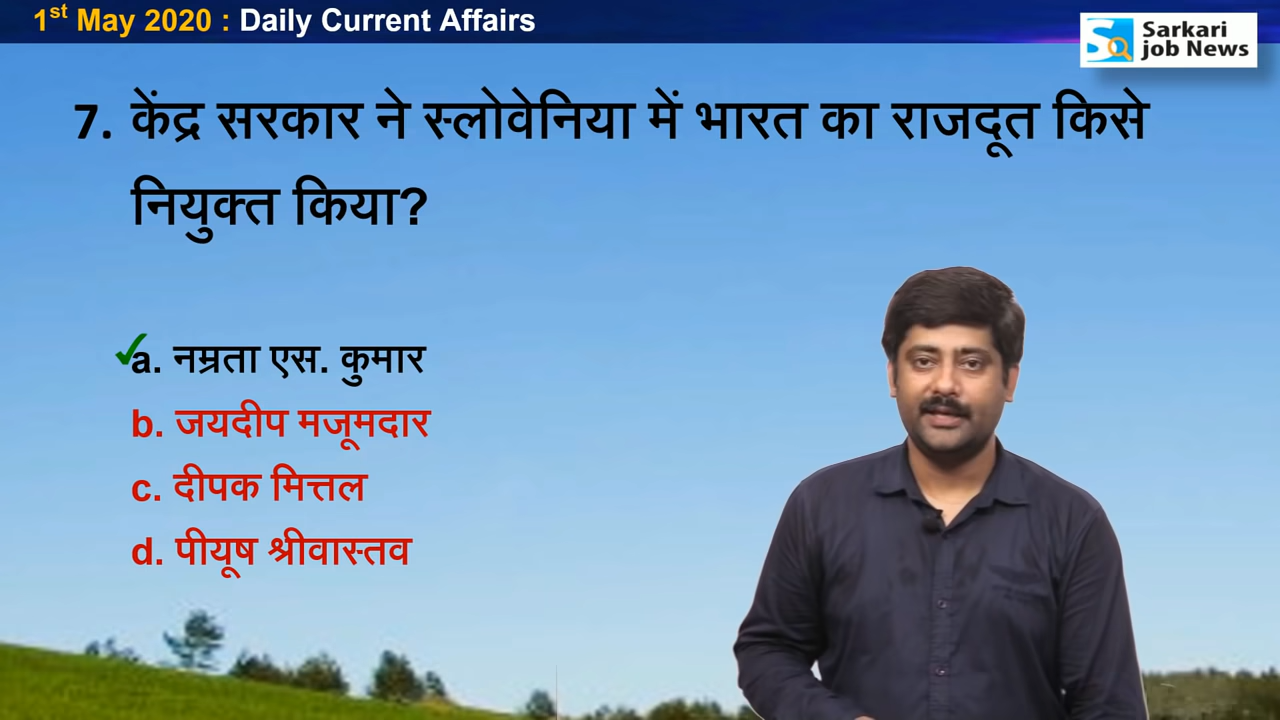 1st May 2020 : Daily Current Affairs
Sarkari
job News
7. केंद्र सरकार ने स्लोवेनिया में भारत का राजदूत किसे
नियुक्त किया?
a. नम्रता एस. कुमार
b. जयदीप मजूमदार
c. दीपक मित्तल
d. पीयूष श्रीवास्तव